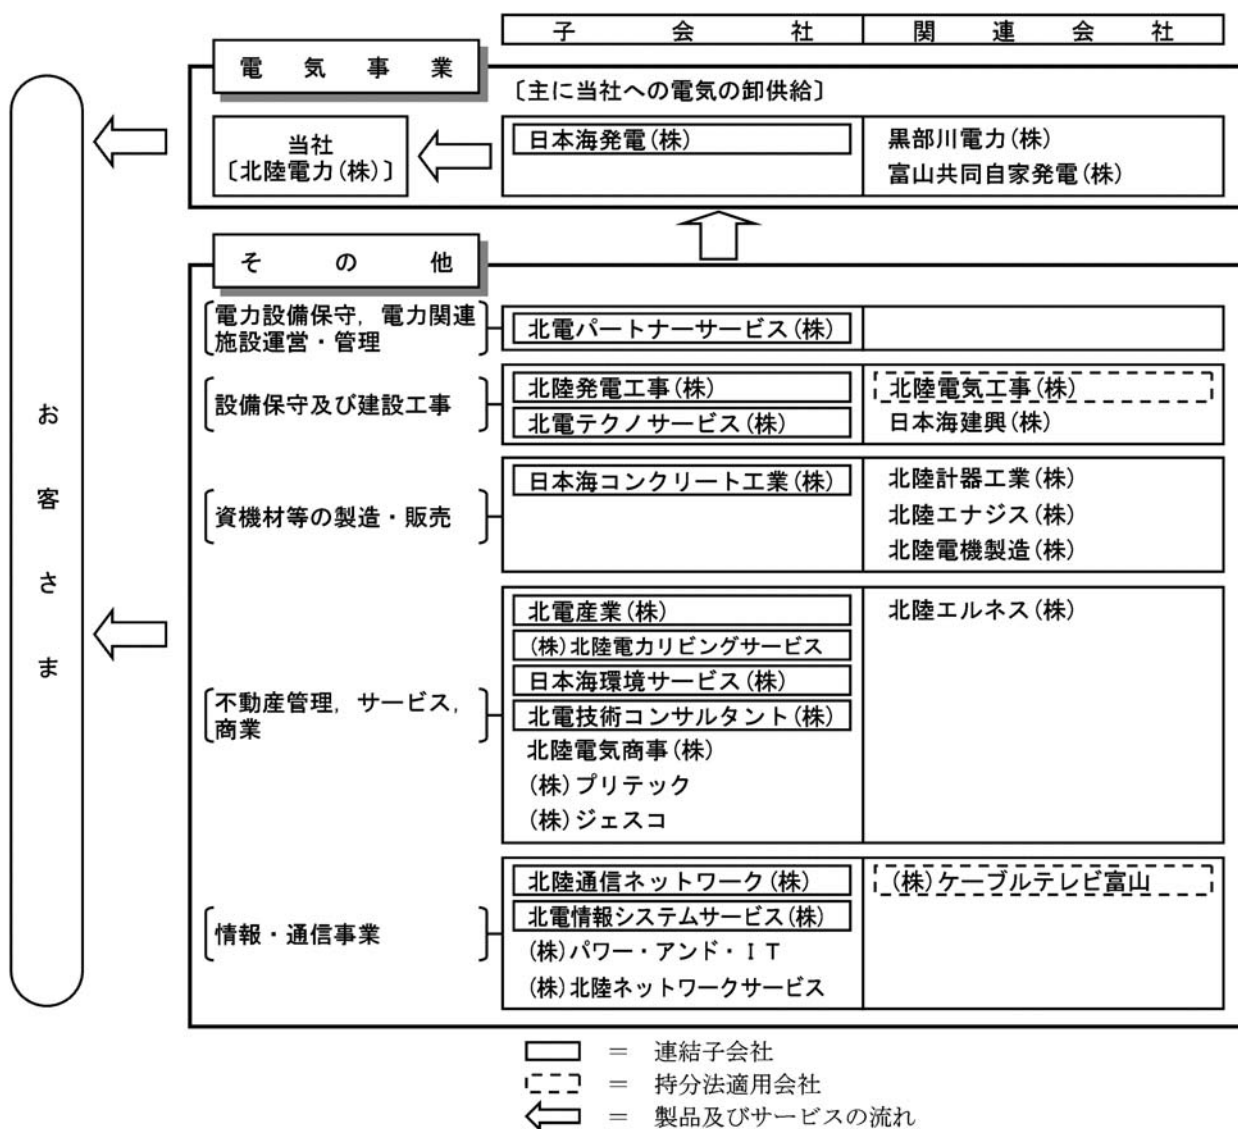 子会社
関連会社
電気事業
〔主に当社への電気の卸供給〕
当社
〔北陸電力(株)〕
日本海発電(株)
黒部川電力(株)
富山共同自家発電(株)
その他
電力設備保守,電力関連
施設運営・管理
北電パートナーサービス(株)
設備保守及び建設工事
北陸発電工事(株)
北電テクノサービス(株)
北陸電気工事(株)
日本海建興(株)
資機材等の製造・販売
日本海コンクリート工業(株)
北陸計器工業(株)
北陸エナジス(株)
北陸電機製造(株)
不動産管理,サービス,
商業
北電産業(株)
(株)北陸電力リビングサービス
日本海環境サービス(株)
北電技術コンサルタント(株)
北陸電気商事(株)
(株)プリテック
(株)ジェスコ
北陸エルネス(株)
情報・通信事業
北陸通信ネットワーク(株)
北電情報システムサービス(株)
(株)パワー・アンド・IT
(株)北陸ネットワークサービス
(株)ケーブルテレビ富山
お客さま
= 連結子会社
= 持分法適用会社
= 製品及びサービスの流れ